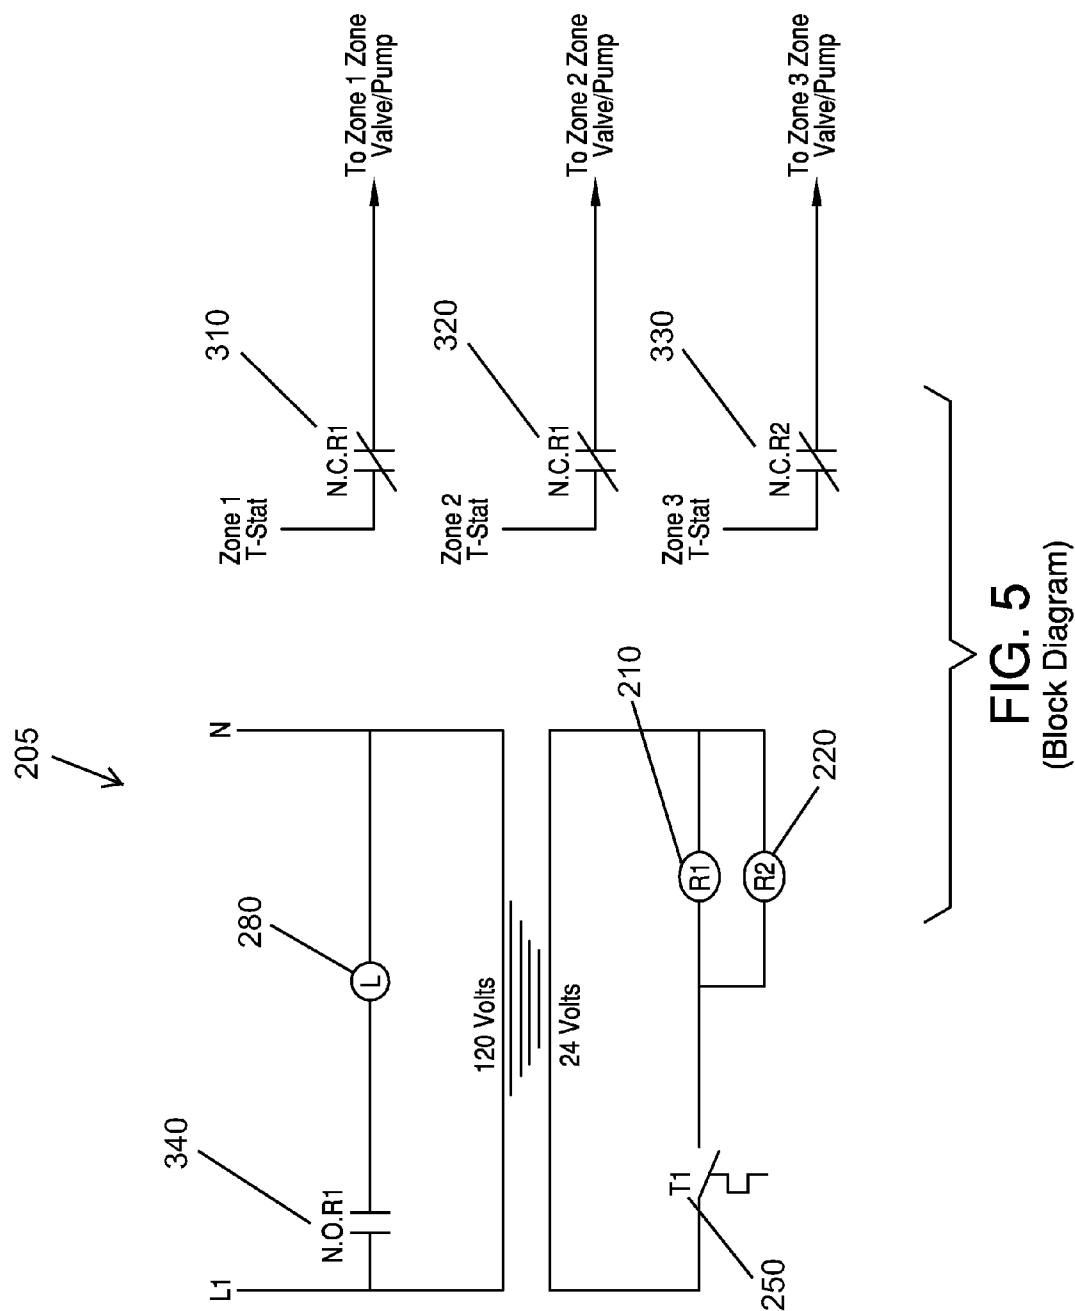 205
L1
N
340
N.O.R1
280
L
120 Volts
24 Volts
T1
250
R1
210
R2
220
Zone 1
T-Stat
N.C.R1
310
To Zone 1 Zone
Valve/Pump
Zone 2
T-Stat
N.C.R1
320
To Zone 2 Zone
Valve/Pump
Zone 3
T-Stat
N.C.R2
330
To Zone 3 Zone
Valve/Pump
FIG. 5
(Block Diagram)